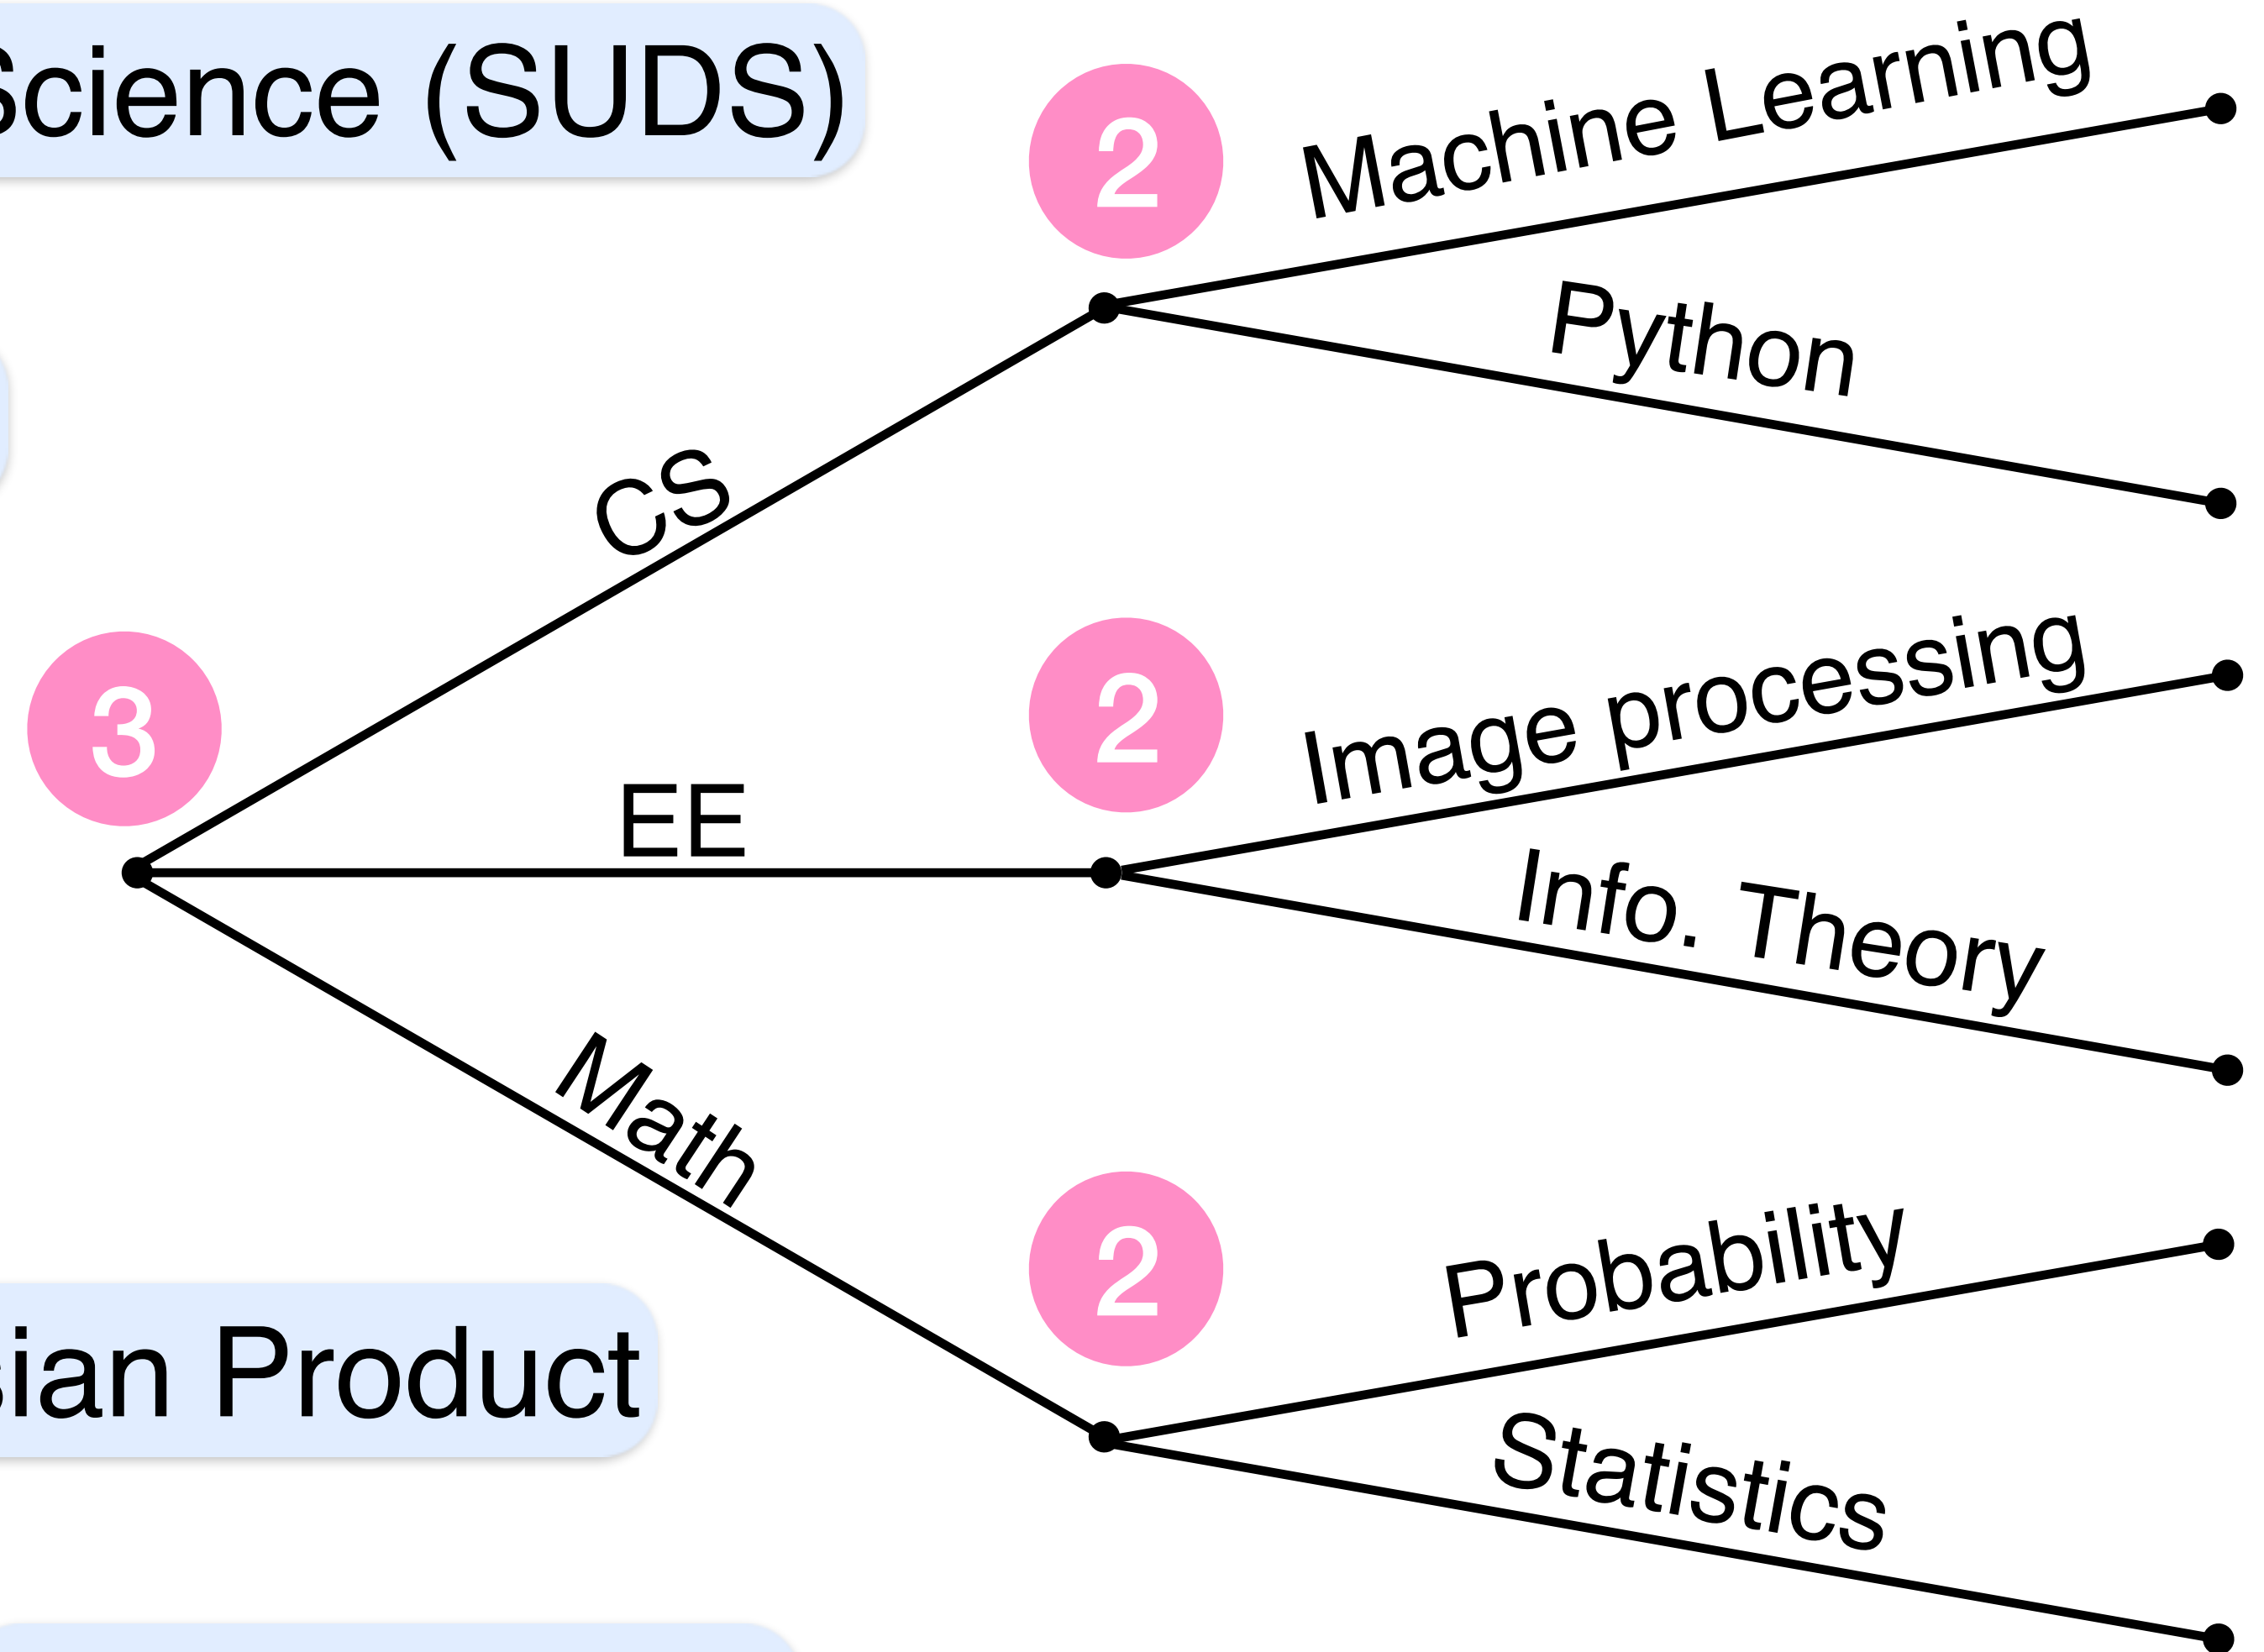 Science (SUDS)
2
Machine Learning
Python
CS
3
2
Image processing
EE
Info. Theory
Math
2
Probability
sian Product
Statistics